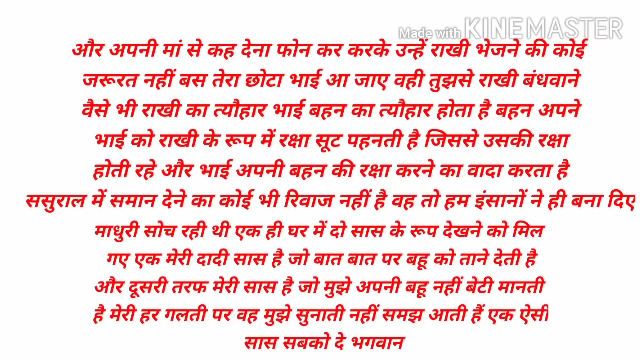 Made with KINEMASTER
और अपनी मां से कह देना फोन कर करके उन्हें राखी भेजने की कोई
जरूरत नहीं बस तेरा छोटा भाई आ जाए वही तुझसे राखी बंधवाने
वैसे भी राखी का त्यौहार भाई बहन का त्यौहार होता है बहन अपने
भाई को राखी के रूप में रक्षा सूट पहनती है जिससे उसकी रक्षा
होती रहे और भाई अपनी बहन की रक्षा करने का वादा करता है
ससुराल में समान देने का कोई भी रिवाज नहीं है वह तो हम इंसानों ने ही बना दिए
माधुरी सोच रही थी एक ही घर में दो सास के रूप देखने को मिल
गए एक मेरी दादी सास है जो बात बात पर बहू को ताने देती है
और दूसरी तरफ मेरी सास है जो मुझे अपनी बहू नहीं बेटी मानती
है मेरी हर गलती पर वह मुझे सुनाती नहीं समझ आती हैं एक ऐसी
सास सबको दे भगवान